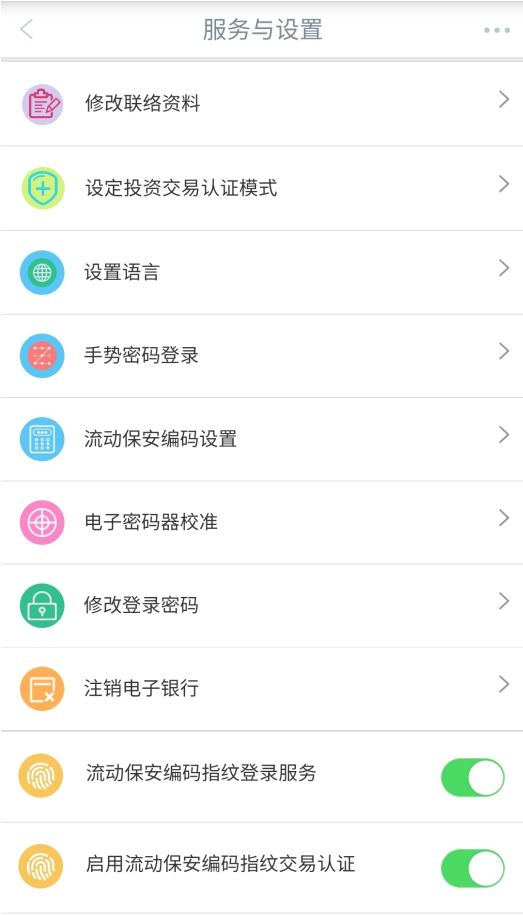 服务与设置
修改联络资料
设定投资交易认证模式
设置语言
手势密码登录
流动保安编码设置
电子密码器校准
修改登录密码
注销电子银行
流动保安编码指纹登录服务
启用流动保安编码指纹交易认证